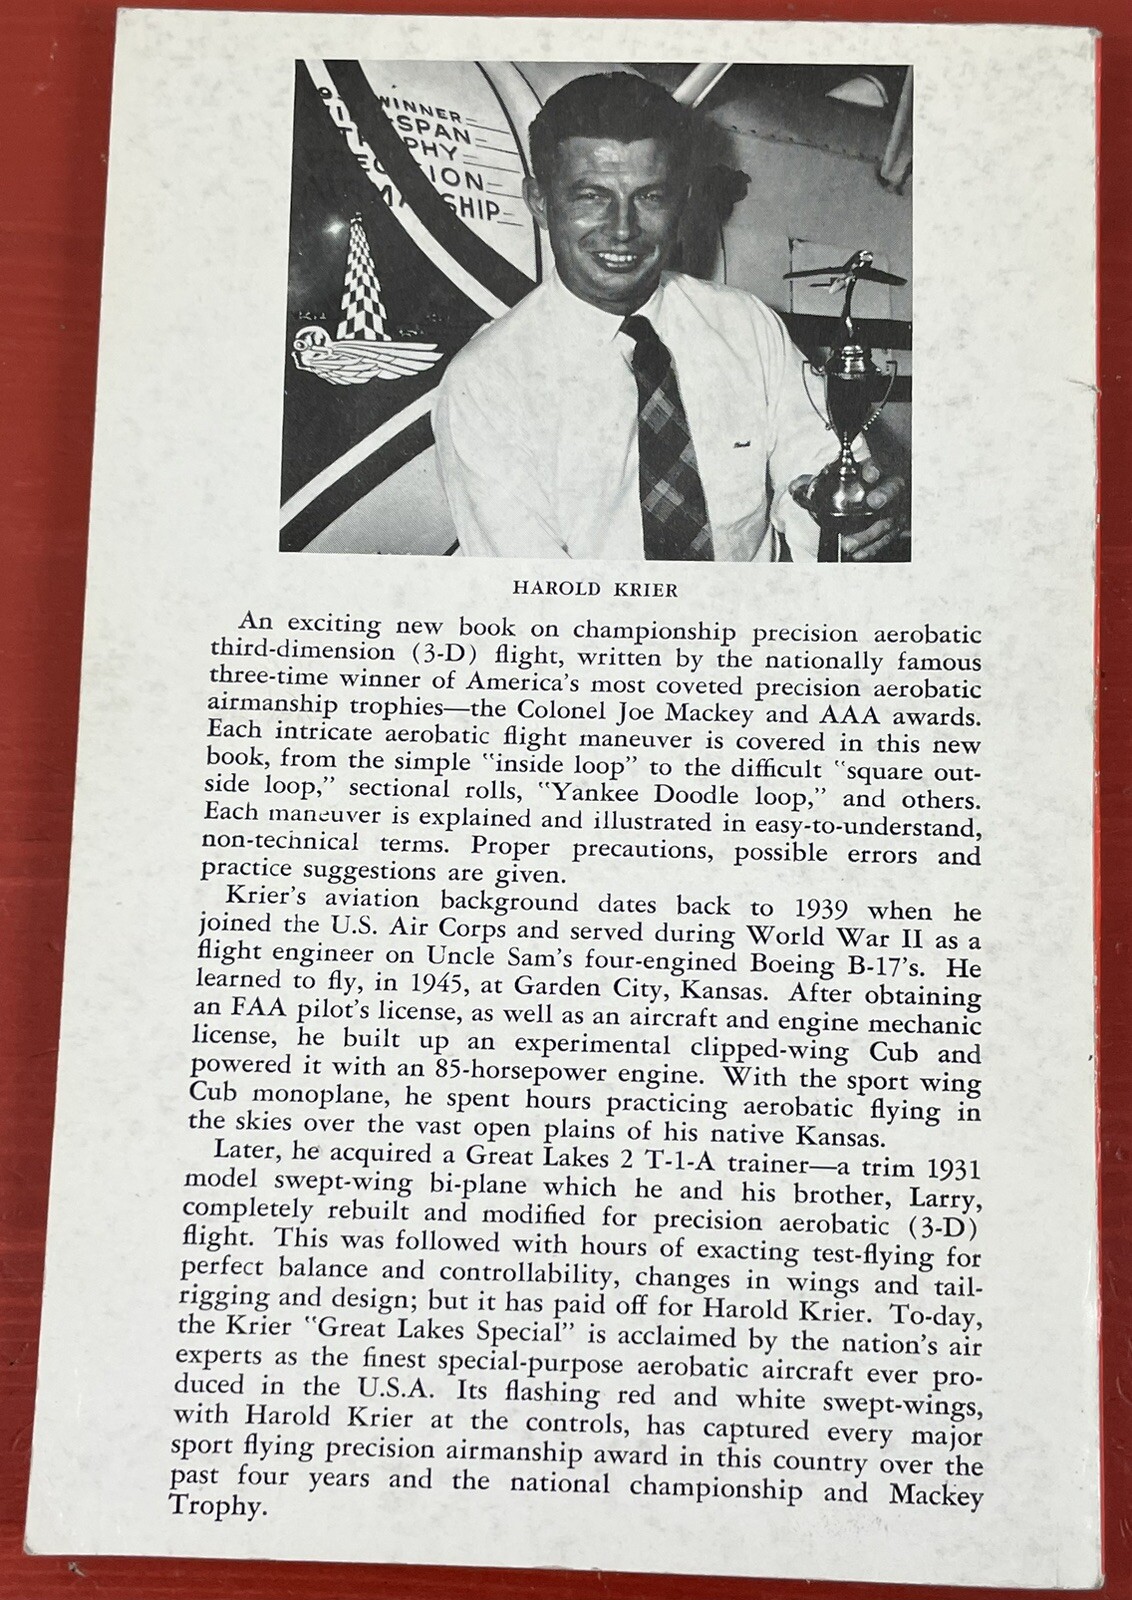 WINNER
SPAN
SHIP
HAROLD KRIER
An exciting new book on championship precision aerobatic
third-dimension (3-D) flight, written by the nationally famous
three-time winner of America's most coveted precision aerobatic
airmanship trophies—the Colonel Joe Mackey and AAA awards.
Each intricate aerobatic flight maneuver is covered in this new
book, from the simple "inside loop" to the difficult "square out-
side loop," sectional rolls, "Yankee Doodle loop," and others.
Each maneuver is explained and illustrated in easy-to-understand,
non-technical terms. Proper precautions, possible errors and
practice suggestions are given.
Krier's aviation background dates back to 1939 when he
joined the U.S. Air Corps and served during World War II as a
flight engineer on Uncle Sam's four-engined Boeing B-17's. He
learned to fly, in 1945, at Garden City, Kansas. After obtaining
an FAA pilot's license, as well as an aircraft and engine mechanic
license, he built up an experimental clipped-wing Cub and
powered it with an 85-horsepower engine. With the sport wing
Cub monoplane, he spent hours practicing aerobatic flying in
the skies over the vast open plains of his native Kansas.
Later, he acquired a Great Lakes 2 T-1-A trainer—a trim 1931
model swept-wing bi-plane which he and his brother, Larry,
completely rebuilt and modified for precision aerobatic (3-D)
flight. This was followed with hours of exacting test-flying for
perfect balance and controllability, changes in wings and tail-
rigging and design; but it has paid off for Harold Krier. To-day,
the Krier "Great Lakes Special" is acclaimed by the nation's air
experts as the finest special-purpose aerobatic aircraft ever pro-
duced in the U.S.A. Its flashing red and white swept-wings,
with Harold Krier at the controls, has captured every major
sport flying precision airmanship award in this country over the
past four years and the national championship and Mackey
Trophy.